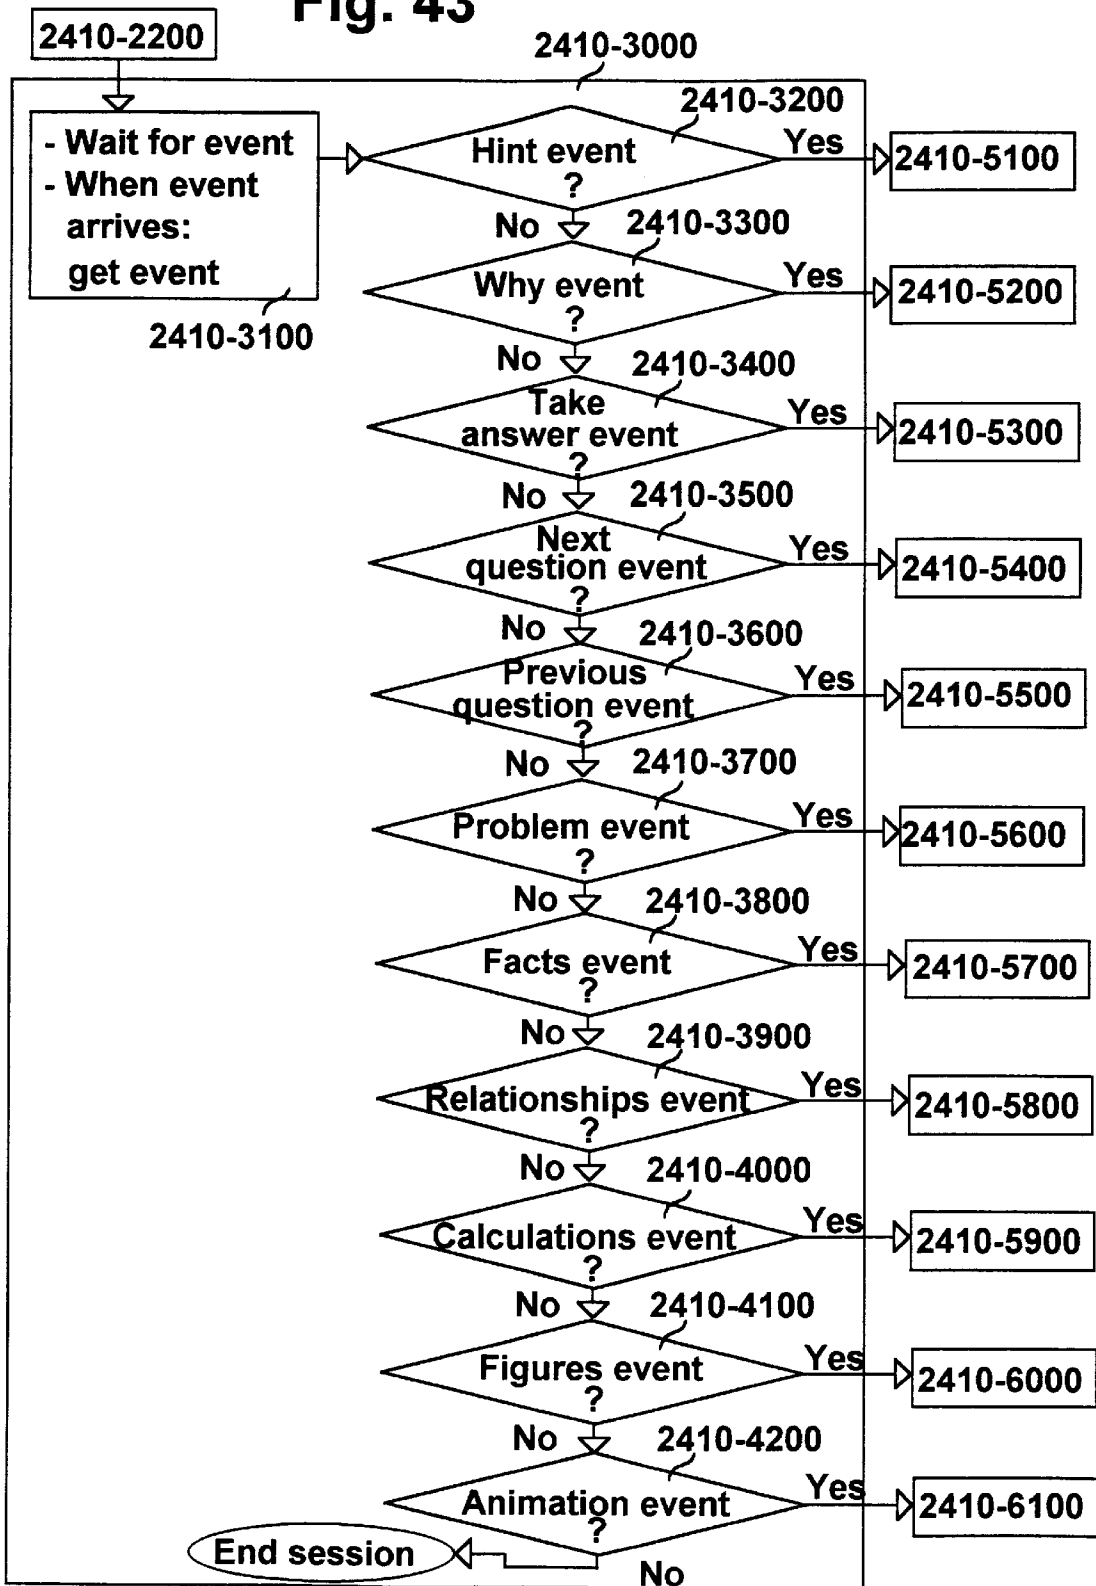 Fig. 43
2410-2200
2410-3000
- Wait for event
- When event
arrives:
get event
2410-3100
2410-3200
Hint event
?
Yes
2410-5100
No
2410-3300
Why event
?
Yes
2410-5200
No
2410-3400
Take
answer event
?
Yes
2410-5300
No
2410-3500
Next
question event
?
Yes
2410-5400
No
2410-3600
Previous
question event
?
Yes
2410-5500
No
2410-3700
Problem event
?
Yes
2410-5600
No
2410-3800
Facts event
?
Yes
2410-5700
No
2410-3900
Relationships event
?
Yes
2410-5800
No
2410-4000
Calculations event
?
Yes
2410-5900
No
2410-4100
Figures event
?
Yes
2410-6000
No
2410-4200
Animation event
?
Yes
2410-6100
No
End session